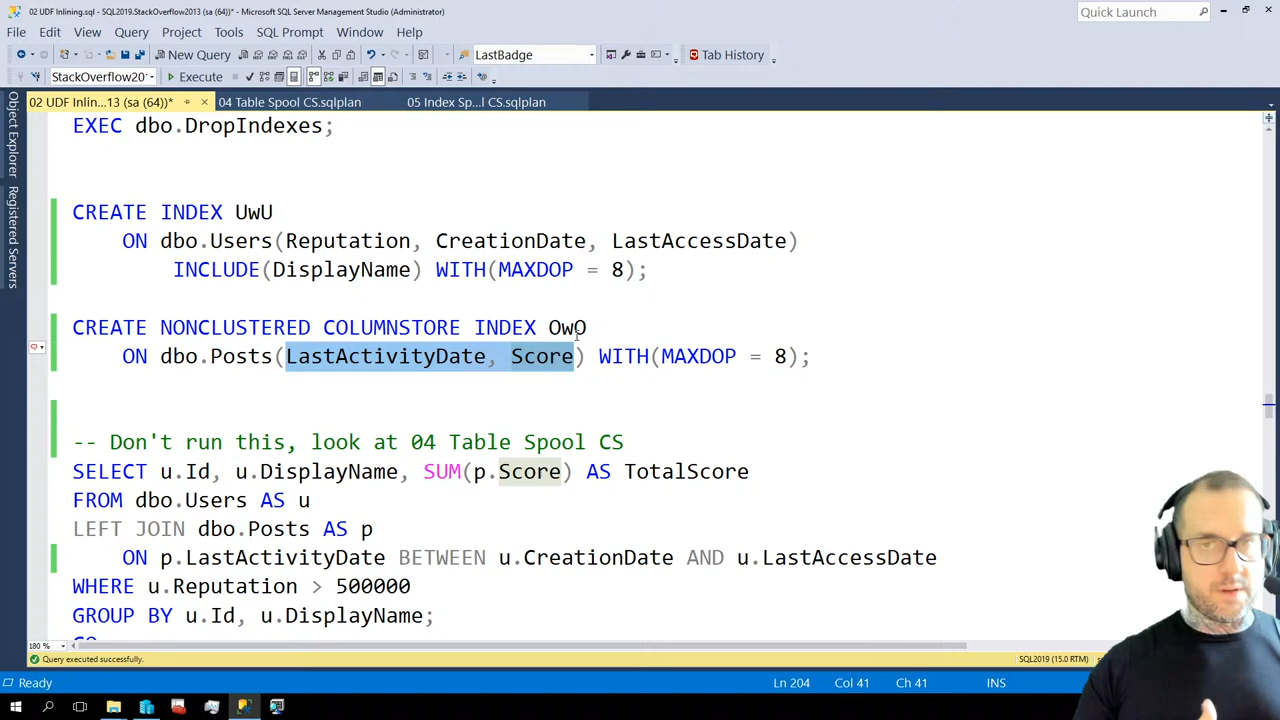 02 UDF Inlining.sql - SQL2019.StackOverflow2013 (sa (64))* - Microsoft SQL Server Management Studio (Administrator)
Quick Launch
File Edit View Query Project Tools SQL Prompt Window Help
New Query
LastBadge
Tab History
StackOverflow20
Execute
02 UDF Inlin...13 (sa (64))*
04 Table Spool CS.sqlplan
05 Index Sp...l CS.sqlplan
Object Explorer
Registered Servers
EXEC dbo.DropIndexes;
CREATE INDEX UwU
ON dbo.Users(Reputation, CreationDate, LastAccessDate)
INCLUDE(DisplayName) WITH(MAXDOP = 8);
CREATE NONCLUSTERED COLUMNSTORE INDEX OwO
ON dbo.Posts(LastActivityDate, Score) WITH(MAXDOP = 8);
-- Don't run this, look at 04 Table Spool CS
SELECT u.Id, u.DisplayName, SUM(p.Score) AS TotalScore
FROM dbo.Users AS u
LEFT JOIN dbo.Posts AS p
ON p.LastActivityDate BETWEEN u.CreationDate AND u.LastAccessDate
WHERE u.Reputation > 500000
GROUP BY u.Id, u.DisplayName;
180 %
Query executed successfully.
SQL2019 (15.0 RTM)
Ready
Ln 204
Col 41
Ch 41
INS